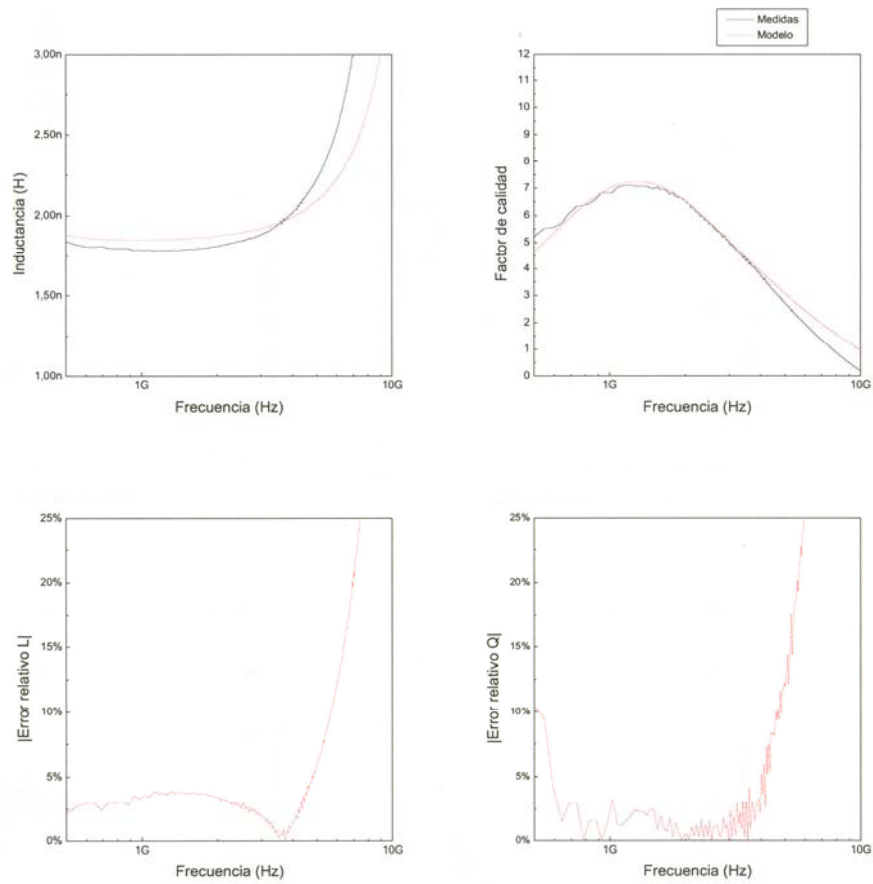 Medidas
Modelo
3,00n
2,50n
2,00n
1,50n
1,00n
Inductancia (H)
1G
10G
Frecuencia (Hz)
12
11
12
11
0
7
6
5
4
3
2
1
0
Factor de calidad
1G
10G
Frecuencia (Hz)
25%
20%
15%
10%
5%
0%
|Error relativo L|
1G
10G
Frecuencia (Hz)
25%
20%
15%
10%
5%
0%
|Error relativo Q|
1G
10G
Frecuencia (Hz)